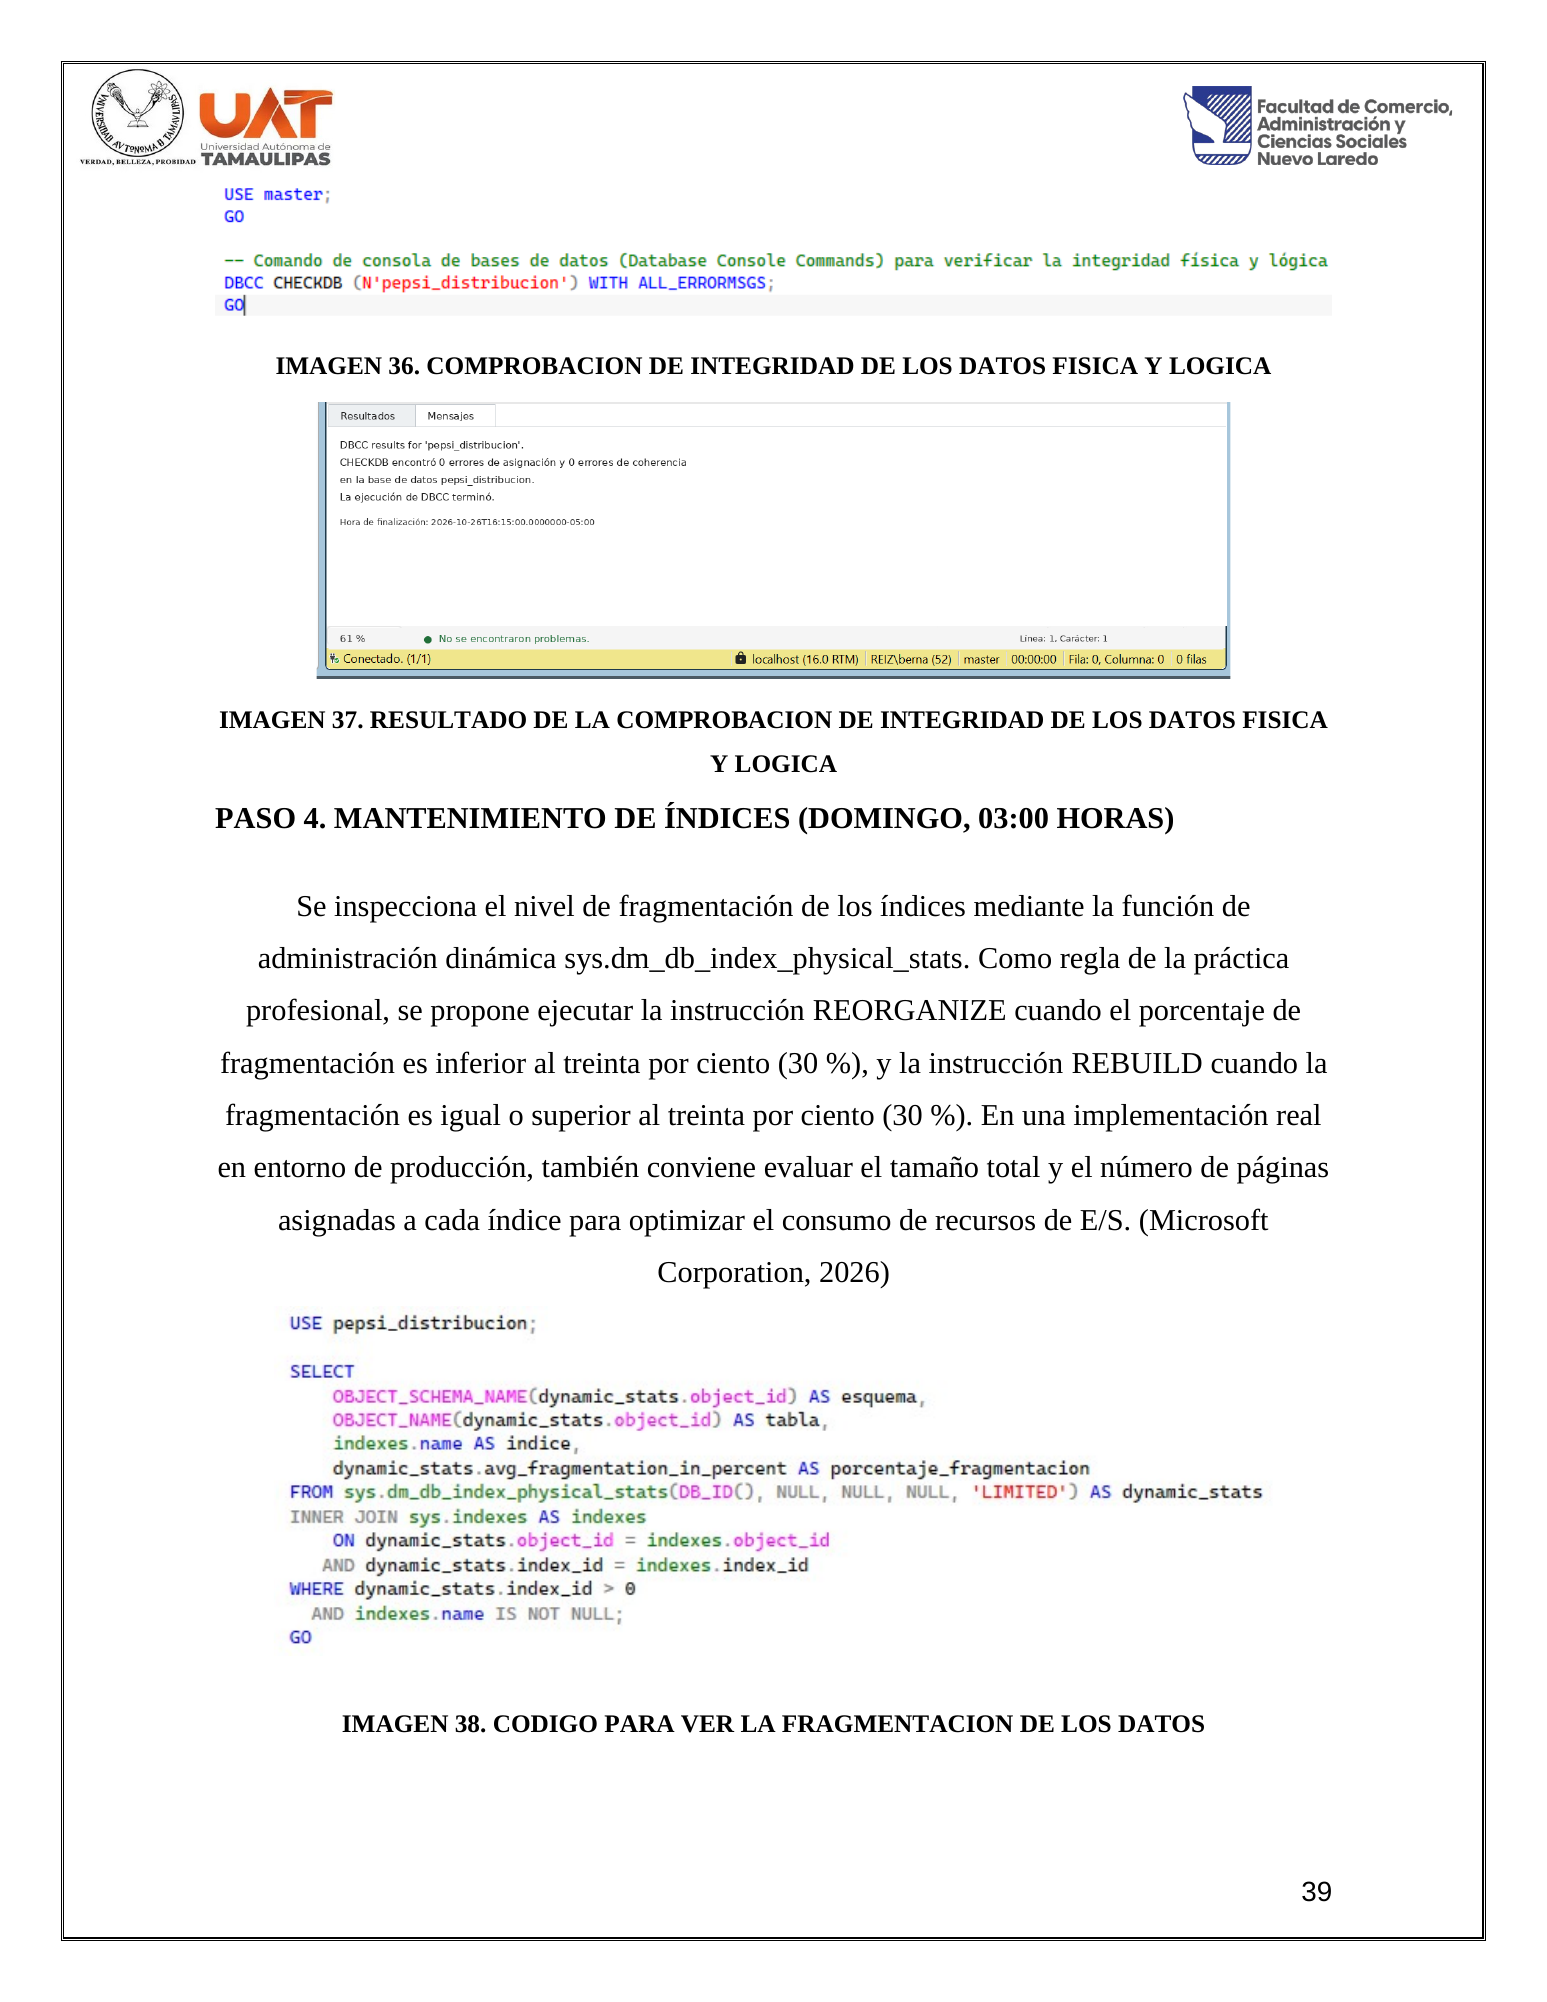 UNIVERSIDAD AUTONOMA DE TAMAULIPAS
VERDAD, BELLEZA, PROBIDAD
UAT
Universidad Autónoma de
TAMAULIPAS
Facultad de Comercio,
Administración y
Ciencias Sociales
Nuevo Laredo
USE master;
GO
-- Comando de consola de bases de datos (Database Console Commands) para verificar la integridad física y lógica
DBCC CHECKDB (N'pepsi_distribucion') WITH ALL_ERRORMSGS;
GO
IMAGEN 36. COMPROBACION DE INTEGRIDAD DE LOS DATOS FISICA Y LOGICA
Resultados Mensajes
DBCC results for 'pepsi_distribucion'.
CHECKDB encontró 0 errores de asignación y 0 errores de coherencia
en la base de datos pepsi_distribucion.
La ejecución de DBCC terminó.
Hora de finalización: 2026-10-26T16:15:00.0000000-05:00
61 % No se encontraron problemas. Línea: 1, Carácter: 1
Conectado. (1/1) localhost (16.0 RTM) REIZ\berna (52) master 00:00:00 Fila: 0, Columna: 0 0 filas
IMAGEN 37. RESULTADO DE LA COMPROBACION DE INTEGRIDAD DE LOS DATOS FISICA
Y LOGICA
PASO 4. MANTENIMIENTO DE ÍNDICES (DOMINGO, 03:00 HORAS)
Se inspecciona el nivel de fragmentación de los índices mediante la función de
administración dinámica sys.dm_db_index_physical_stats. Como regla de la práctica
profesional, se propone ejecutar la instrucción REORGANIZE cuando el porcentaje de
fragmentación es inferior al treinta por ciento (30 %), y la instrucción REBUILD cuando la
fragmentación es igual o superior al treinta por ciento (30 %). En una implementación real
en entorno de producción, también conviene evaluar el tamaño total y el número de páginas
asignadas a cada índice para optimizar el consumo de recursos de E/S. (Microsoft
Corporation, 2026)
USE pepsi_distribucion;
SELECT
OBJECT_SCHEMA_NAME(dynamic_stats.object_id) AS esquema,
OBJECT_NAME(dynamic_stats.object_id) AS tabla,
indexes.name AS indice,
dynamic_stats.avg_fragmentation_in_percent AS porcentaje_fragmentacion
FROM sys.dm_db_index_physical_stats(DB_ID(), NULL, NULL, NULL, 'LIMITED') AS dynamic_stats
INNER JOIN sys.indexes AS indexes
ON dynamic_stats.object_id = indexes.object_id
AND dynamic_stats.index_id = indexes.index_id
WHERE dynamic_stats.index_id > 0
AND indexes.name IS NOT NULL;
GO
IMAGEN 38. CODIGO PARA VER LA FRAGMENTACION DE LOS DATOS
39